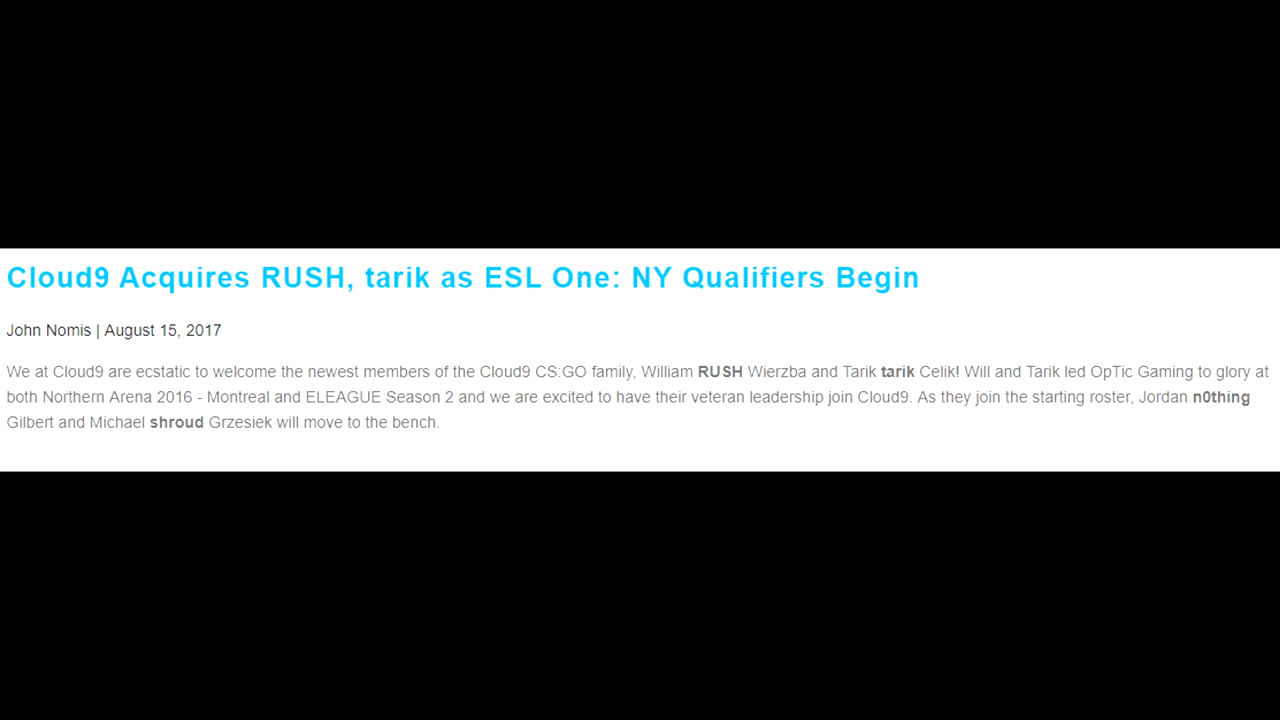 Cloud9 Acquires RUSH, tarik as ESL One: NY Qualifiers Begin
John Nomis | August 15, 2017
We at Cloud9 are ecstatic to welcome the newest members of the Cloud9 CS:GO family, William RUSH Wierzba and Tarik tarik Celik! Will and Tarik led OpTic Gaming to glory at
both Northern Arena 2016 - Montreal and ELEAGUE Season 2 and we are excited to have their veteran leadership join Cloud9. As they join the starting roster, Jordan n0thing
Gilbert and Michael shroud Grzesiek will move to the bench.